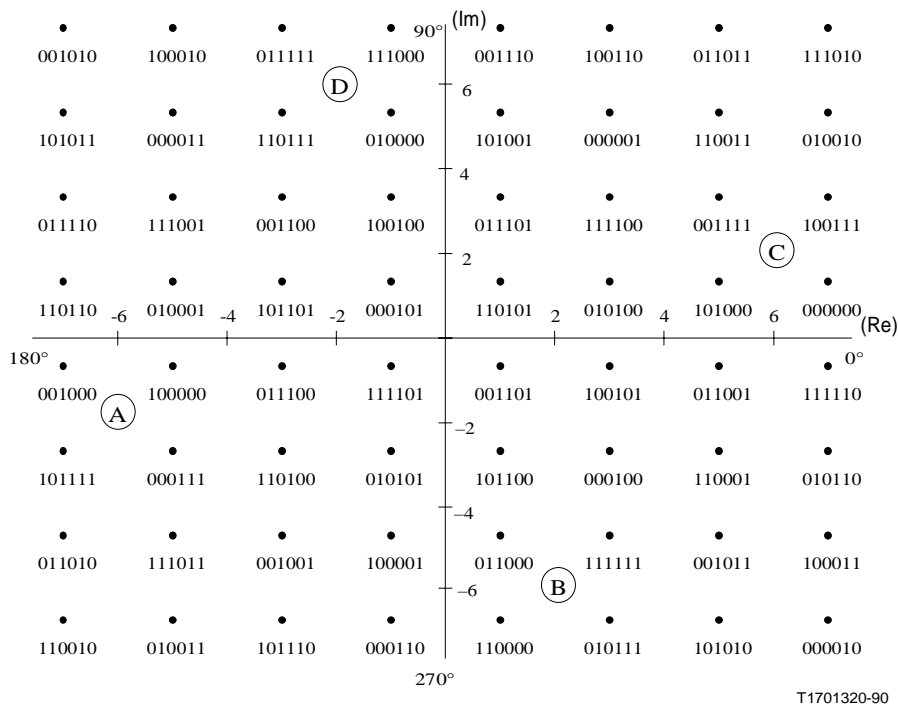 90° (Im)
001010 100010 011111 111000 001110 100110 011011 111010
D
6
101011 000011 110111 010000 101001 000001 110011 010010
4
011110 111001 001100 100100 011101 111100 001111 100111
C
2
110110 010001 101101 000101 110101 010100 101000 000000
-6 -4 -2 2 4 6 (Re)
180° 0°
001000 100000 011100 111101 001101 100101 011001 111110
A
–2
101111 000111 110100 010101 101100 000100 110001 010110
–4
011010 111011 001001 100001 011000 111111 001011 100011
B
–6
110010 010011 101110 000110 110000 010111 101010 000010
270°
T1701320-90